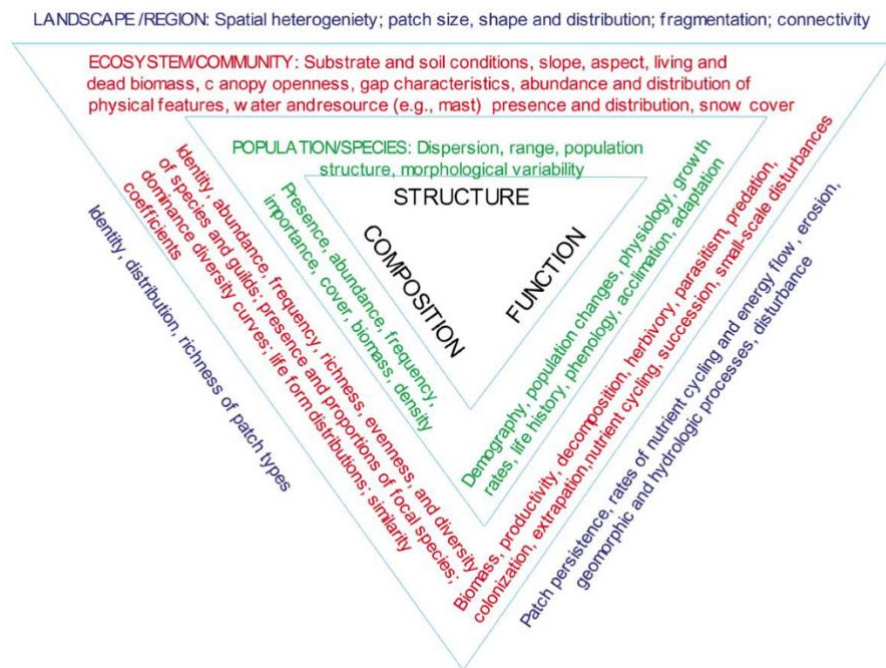 LANDSCAPE /REGION: Spatial heterogeniety; patch size, shape and distribution; fragmentation; connectivity
ECOSYSTEM/COMMUNITY: Substrate and soil conditions, slope, aspect, living and
dead biomass, c anopy openness, gap characteristics, abundance and distribution of
physical features, water andresource (e.g., mast) presence and distribution, snow cover
POPULATION/SPECIES: Dispersion, range, population
structure, morphological variability
STRUCTURE
COMPOSITION
FUNCTION
Presence, abundance, frequency,
importance, cover, biomass, density
Identity, abundance, frequency, richness, evenness, and diversity
of species and guilds; presence and proportions of focal species;
dominance diversity curves; life form distributions; similarity
coefficients
Identity, distribution, richness of patch types
Demography, population changes, physiology, growth
rates, life history, phenology, acclimation, adaptation
Biomass, productivity, decomposition, herbivory, parasitism, predation,
colonization, extrapation,nutrient cycling, succession, small-scale disturbances
Patch persistence, rates of nutrient cycling and energy flow , erosion,
geomorphic and hydrologic processes, disturbance